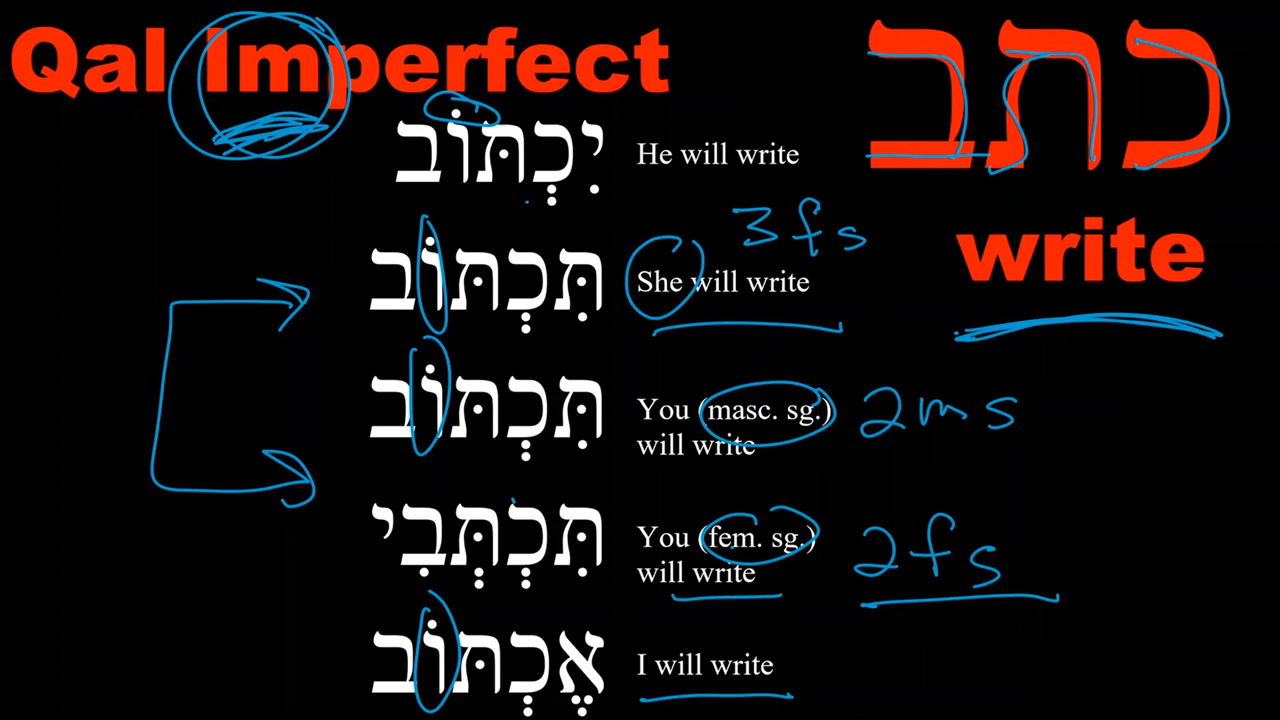 Qal Imperfect
כתב
write
יִכְתּוֹב He will write
3fs
תִּכְתּוֹב She will write
תִּכְתּוֹב You (masc. sg.) 2ms
will write
תִּכְתְּבִי You (fem. sg.) 2fs
will write
אֶכְתּוֹב I will write